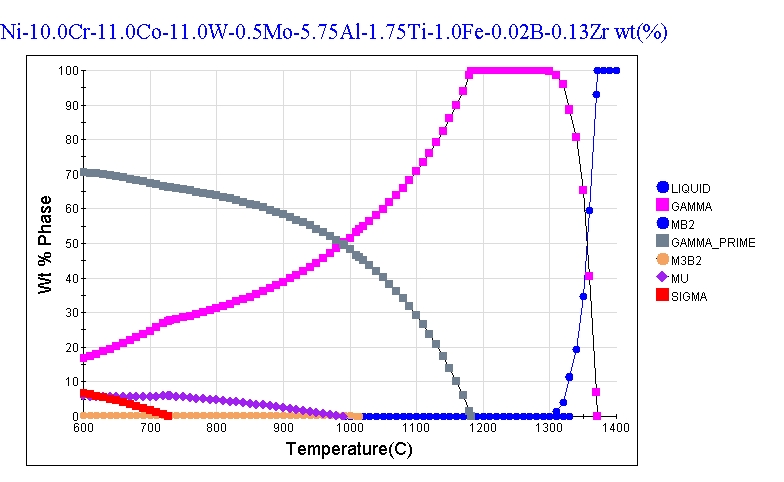 Ni-10.0Cr-11.0Co-11.0W-0.5Mo-5.75Al-1.75Ti-1.0Fe-0.02B-0.13Zr wt(%)
100
90
80
70
60
50
40
30
20
10
0
Wt % Phase
600 700 800 900 1000 1100 1200 1300 1400
Temperature(C)
LIQUID
GAMMA
MB2
GAMMA_PRIME
M3B2
MU
SIGMA